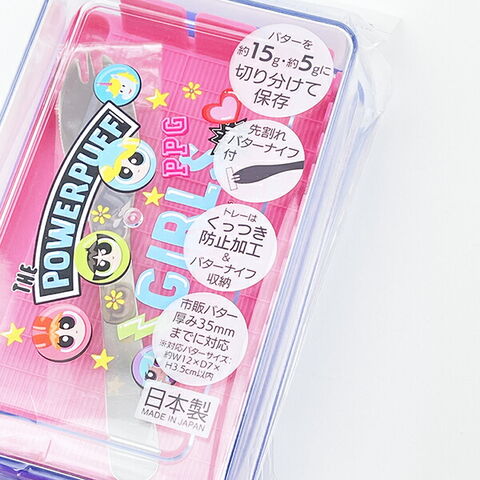 バターを
約15g・約5gに
切り分けて
保存
先割れ
バターナイフ
付
トレーは
くっつき
防止加工
&
バターナイフ
収納
市販バター
厚み35mm
までに対応
※対応バターサイズ:
約W12×D7×
H3.5cm以内
日本製
MADE IN JAPAN
THE
POWERPUFF
GIRLS
PPG